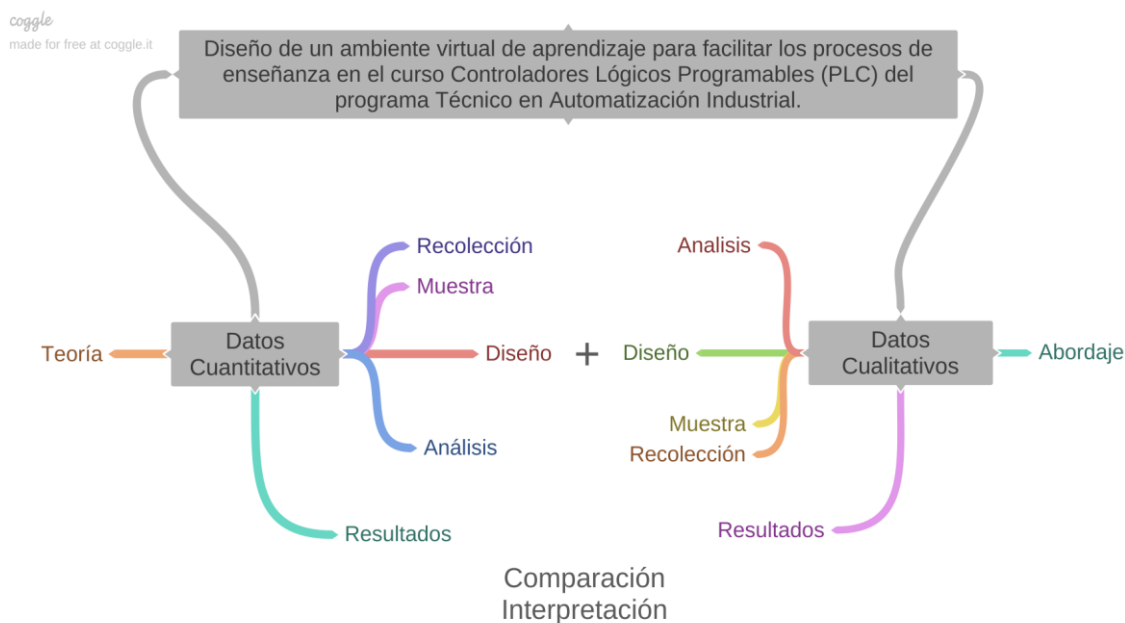 coggle
made for free at coggle.it
Diseño de un ambiente virtual de aprendizaje para facilitar los procesos de
enseñanza en el curso Controladores Lógicos Programables (PLC) del
programa Técnico en Automatización Industrial.
Recolección
Muestra
Datos
Cuantitativos
Teoría
Diseño
Análisis
Resultados
+
Analisis
Diseño
Datos
Cualitativos
Abordaje
Muestra
Recolección
Resultados
Comparación
Interpretación